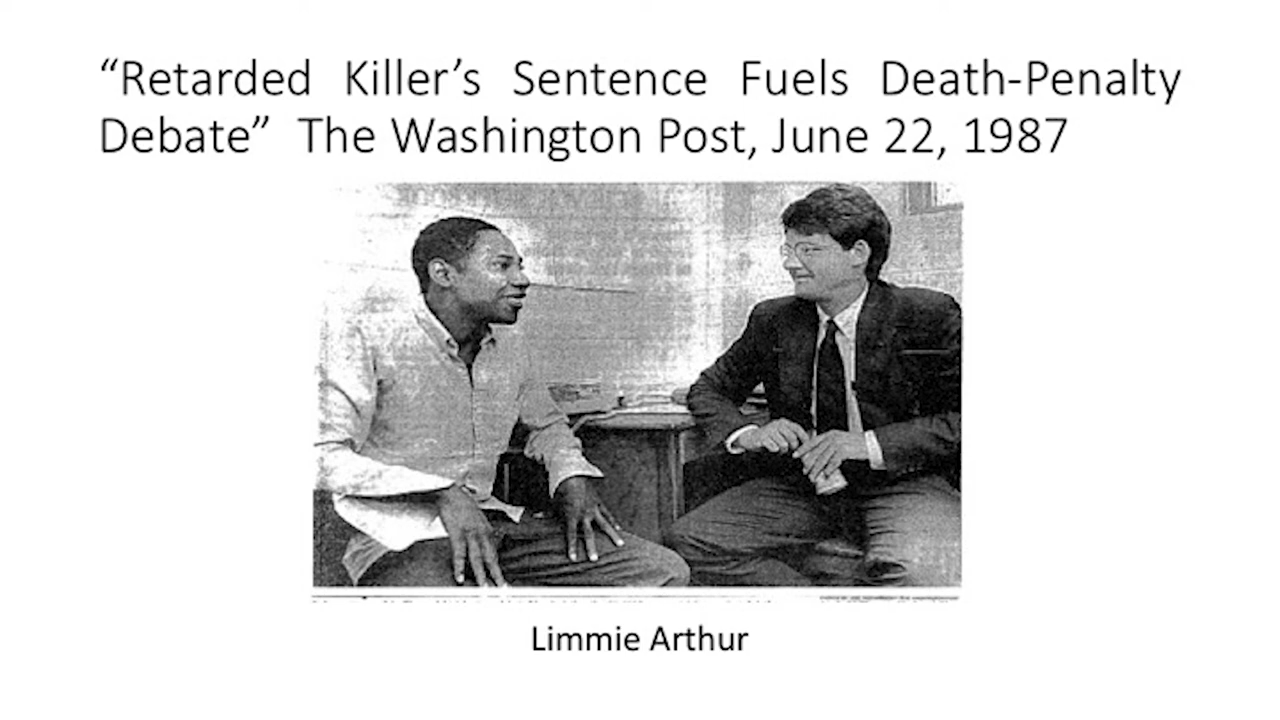 “Retarded Killer’s Sentence Fuels Death-Penalty
Debate” The Washington Post, June 22, 1987
Limmie Arthur